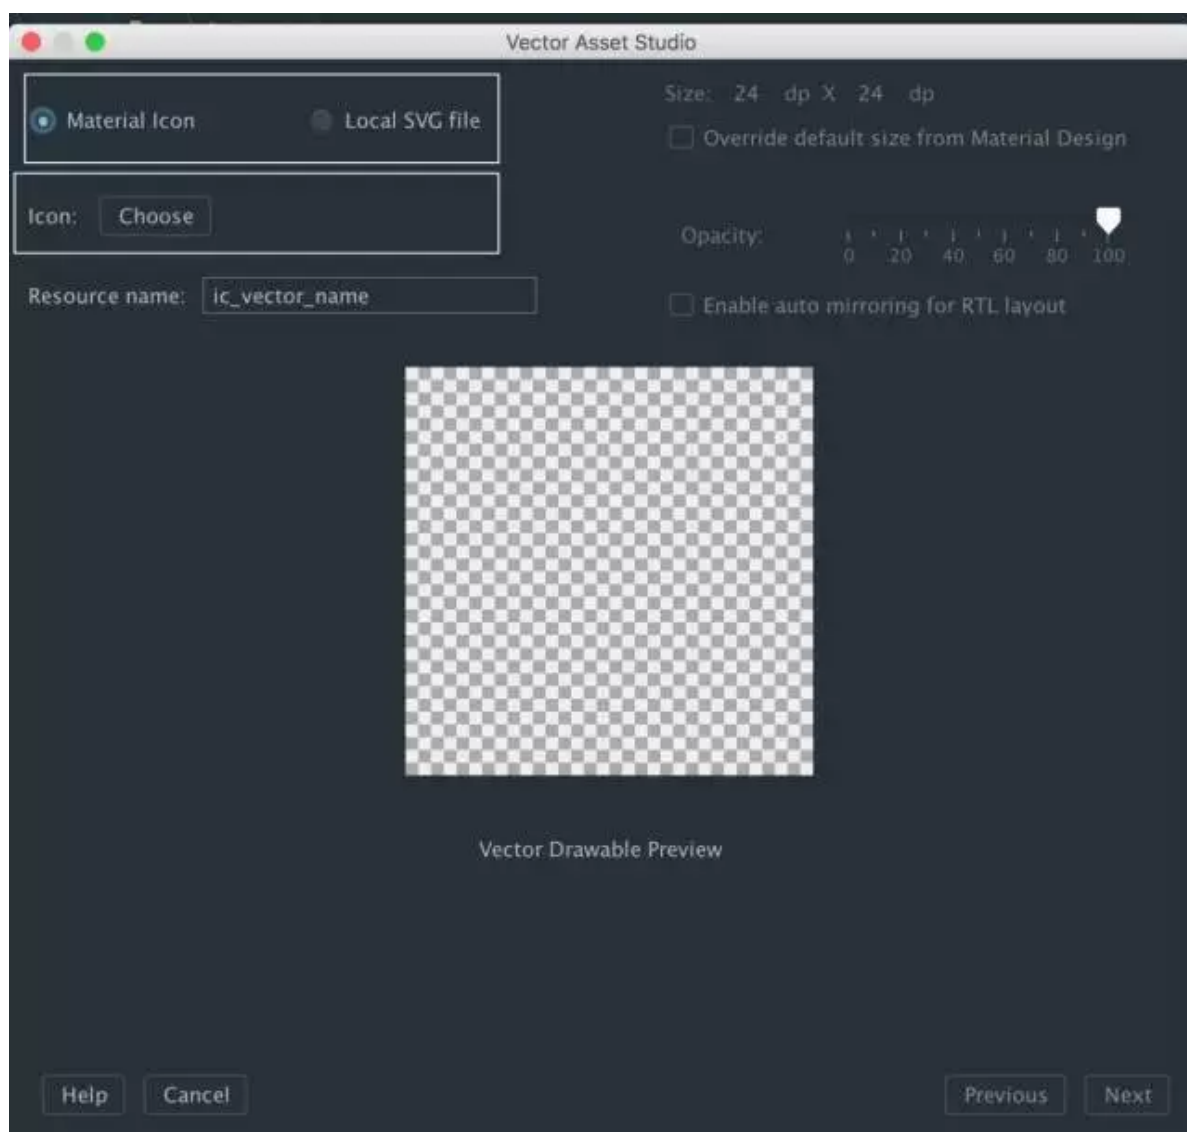 Vector Asset Studio
Material Icon
Local SVG file
Size: 24 dp X 24 dp
Override default size from Material Design
Icon: Choose
Opacity:
0 20 40 60 80 100
Resource name: ic_vector_name
Enable auto mirroring for RTL layout
Vector Drawable Preview
Help
Cancel
Previous
Next